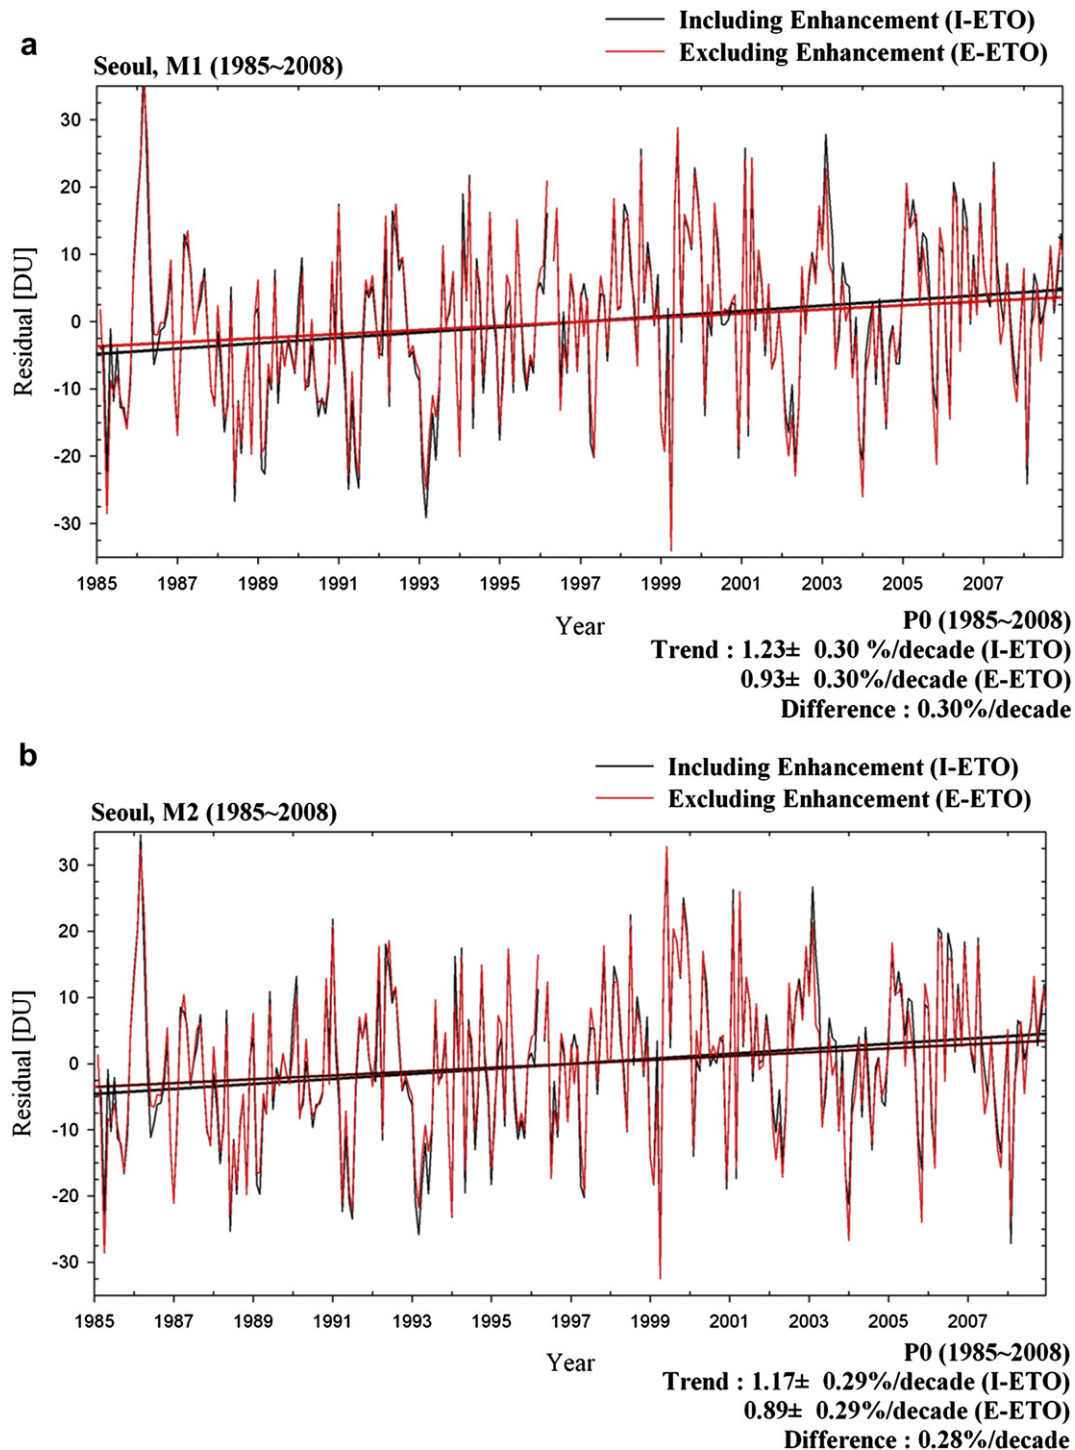 a
Including Enhancement (I-ETO)
Excluding Enhancement (E-ETO)
Seoul, M1 (1985~2008)
Residual [DU]
30
20
10
0
-10
-20
-30
1985 1987 1989 1991 1993 1995 1997 1999 2001 2003 2005 2007
Year
P0 (1985~2008)
Trend : 1.23± 0.30 %/decade (I-ETO)
0.93± 0.30%/decade (E-ETO)
Difference : 0.30%/decade
b
Including Enhancement (I-ETO)
Excluding Enhancement (E-ETO)
Seoul, M2 (1985~2008)
Residual [DU]
30
20
10
0
-10
-20
-30
1985 1987 1989 1991 1993 1995 1997 1999 2001 2003 2005 2007
Year
P0 (1985~2008)
Trend : 1.17± 0.29%/decade (I-ETO)
0.89± 0.29%/decade (E-ETO)
Difference : 0.28%/decade